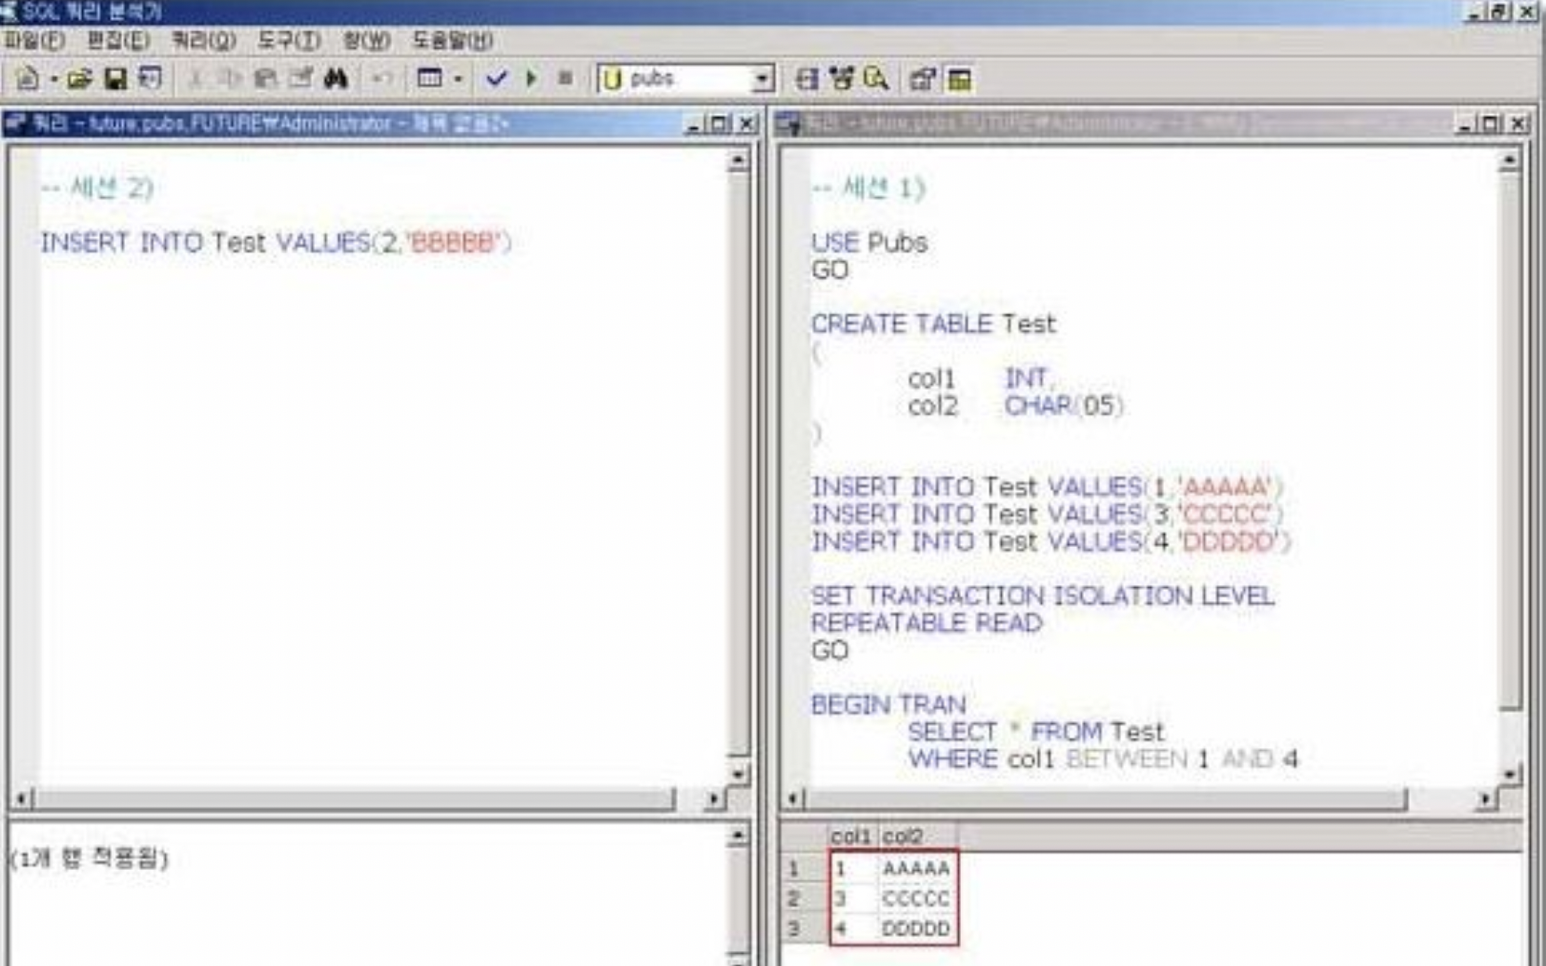 SQL 쿼리 분석기
파일(F) 편집(E) 쿼리(Q) 도구(T) 창(W) 도움말(H)
pubs
쿼리 - future.pubs.FUTURE₩Administrator - 제목 없음2*
-- 세션 2)
INSERT INTO Test VALUES(2,'BBBBB')
(1개 행 적용됨)
-- 세션 1)
USE Pubs
GO
CREATE TABLE Test
(
col1 INT,
col2 CHAR(05)
)
INSERT INTO Test VALUES(1,'AAAAA')
INSERT INTO Test VALUES(3,'CCCCC')
INSERT INTO Test VALUES(4,'DDDDD')
SET TRANSACTION ISOLATION LEVEL
REPEATABLE READ
GO
BEGIN TRAN
SELECT * FROM Test
WHERE col1 BETWEEN 1 AND 4
col1 col2
1 1 AAAAA
2 3 CCCCC
3 4 DDDDD